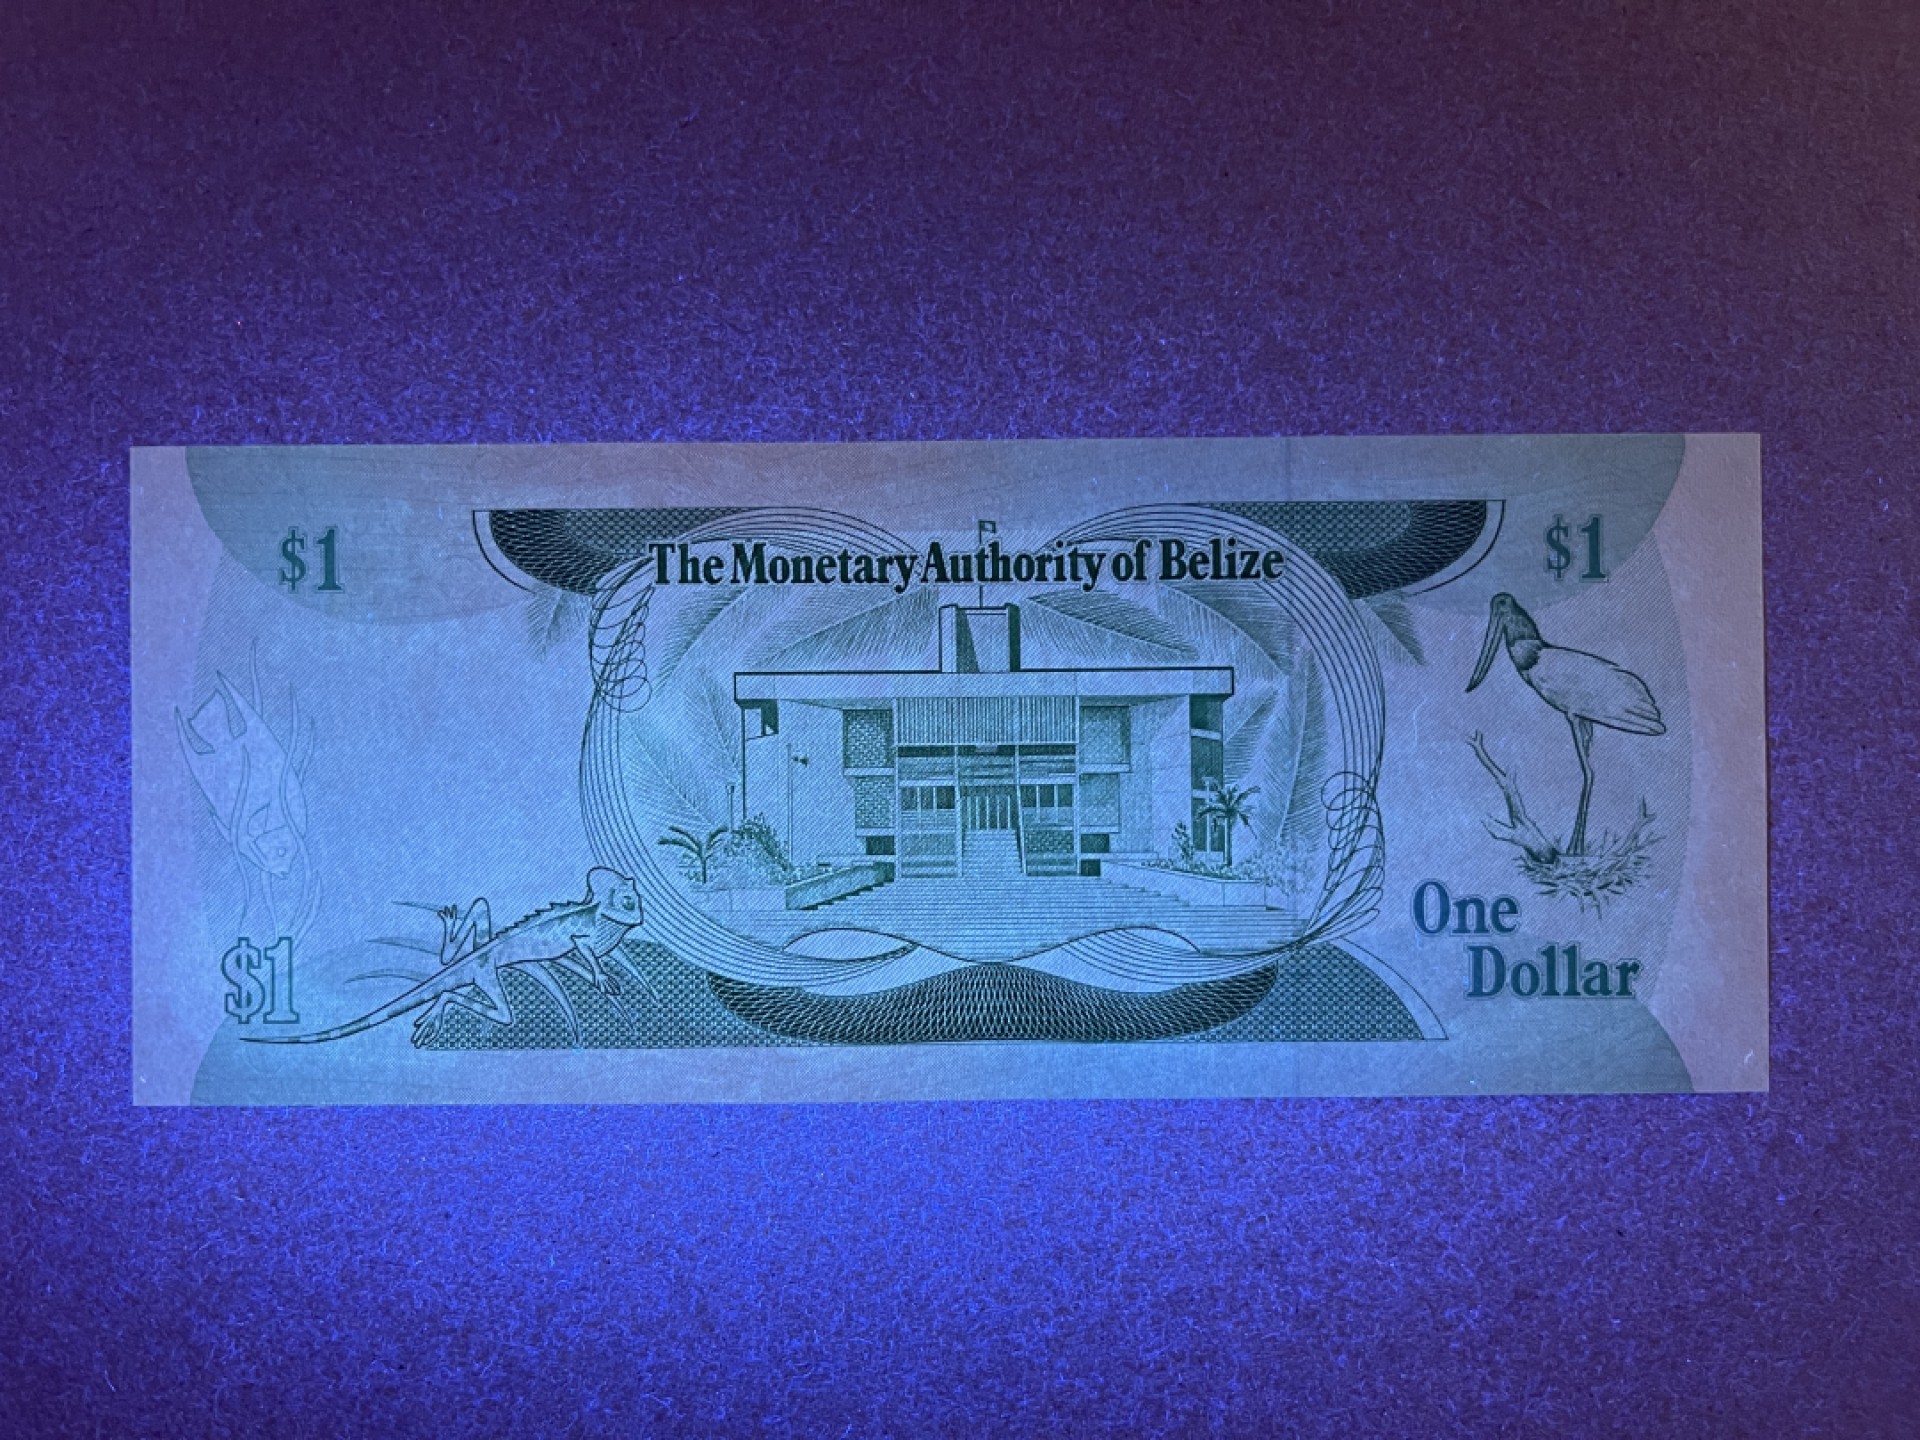 $1
The Monetary Authority of Belize
$1
One
Dollar
$1